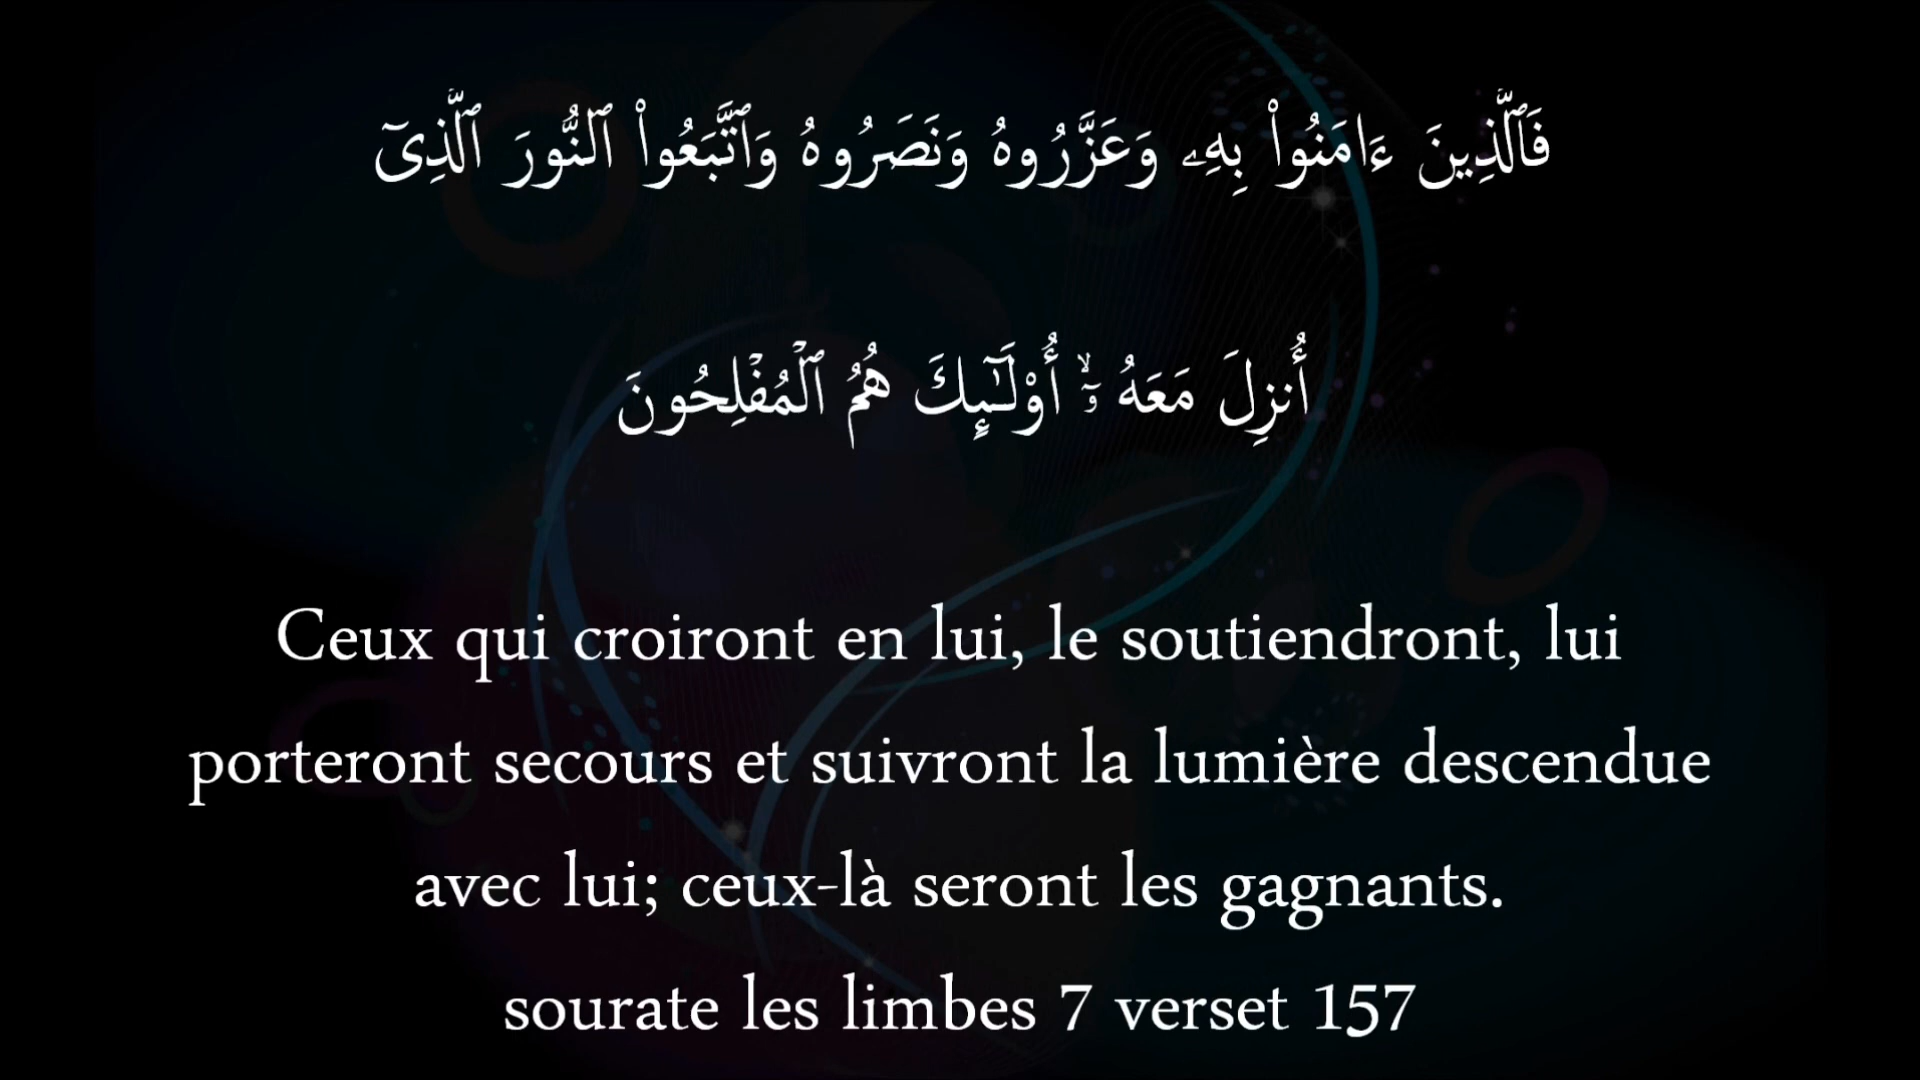 فَٱلَّذِينَ ءَامَنُوا۟ بِهِۦ وَعَزَّرُوهُ وَنَصَرُوهُ وَٱتَّبَعُوا۟ ٱلنُّورَ ٱلَّذِىٓ
أُنزِلَ مَعَهُۥٓ ۙ أُو۟لَـٰٓئِكَ هُمُ ٱلْمُفْلِحُونَ
Ceux qui croiront en lui, le soutiendront, lui
porteront secours et suivront la lumière descendue
avec lui; ceux-là seront les gagnants.
sourate les limbes 7 verset 157